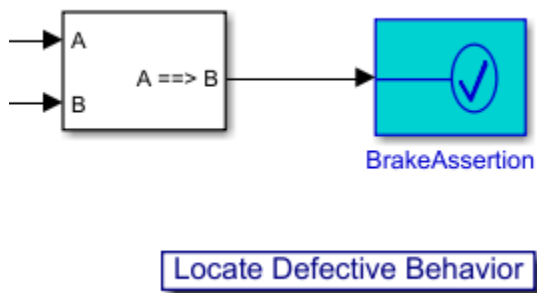 A
A ==> B
B
BrakeAssertion
Locate Defective Behavior